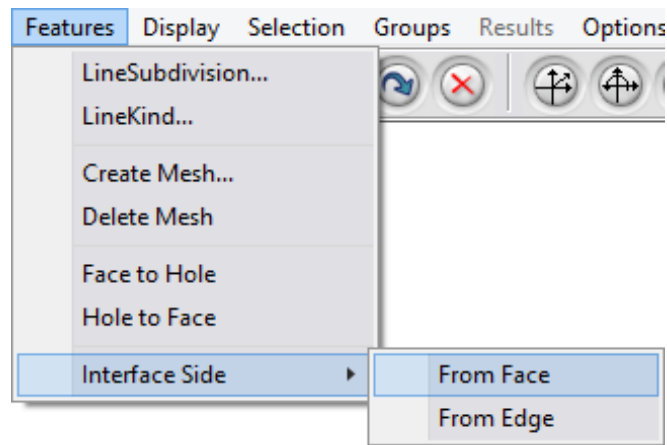 Features Display Selection Groups Results Options
LineSubdivision...
LineKind...
Create Mesh...
Delete Mesh
Face to Hole
Hole to Face
Interface Side From Face
From Edge